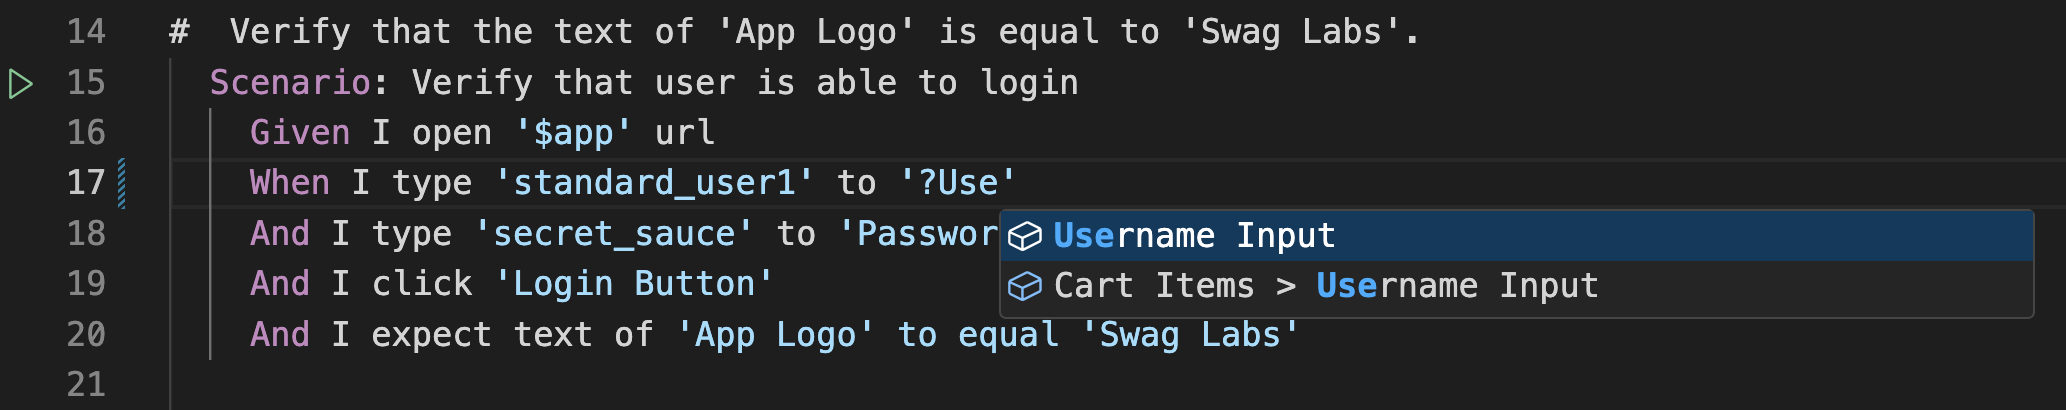 14 # Verify that the text of 'App Logo' is equal to 'Swag Labs'.
15 Scenario: Verify that user is able to login
16 Given I open '$app' url
17 When I type 'standard_user1' to '?Use'
18 And I type 'secret_sauce' to 'Passwor
Username Input
19 And I click 'Login Button'
Cart Items > Username Input
20 And I expect text of 'App Logo' to equal 'Swag Labs'
21